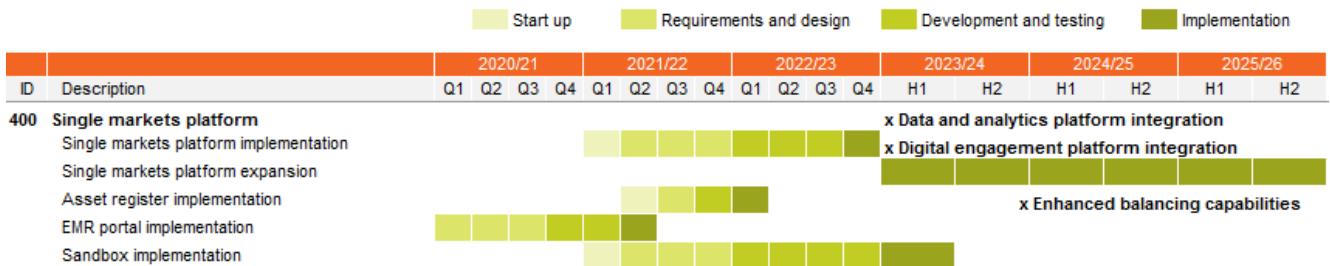 Start up Requirements and design Development and testing Implementation
2020/21 2021/22 2022/23 2023/24 2024/25 2025/26
ID Description Q1 Q2 Q3 Q4 Q1 Q2 Q3 Q4 Q1 Q2 Q3 Q4 H1 H2 H1 H2 H1 H2
400 Single markets platform x Data and analytics platform integration
Single markets platform implementation x Digital engagement platform integration
Single markets platform expansion
Asset register implementation x Enhanced balancing capabilities
EMR portal implementation
Sandbox implementation